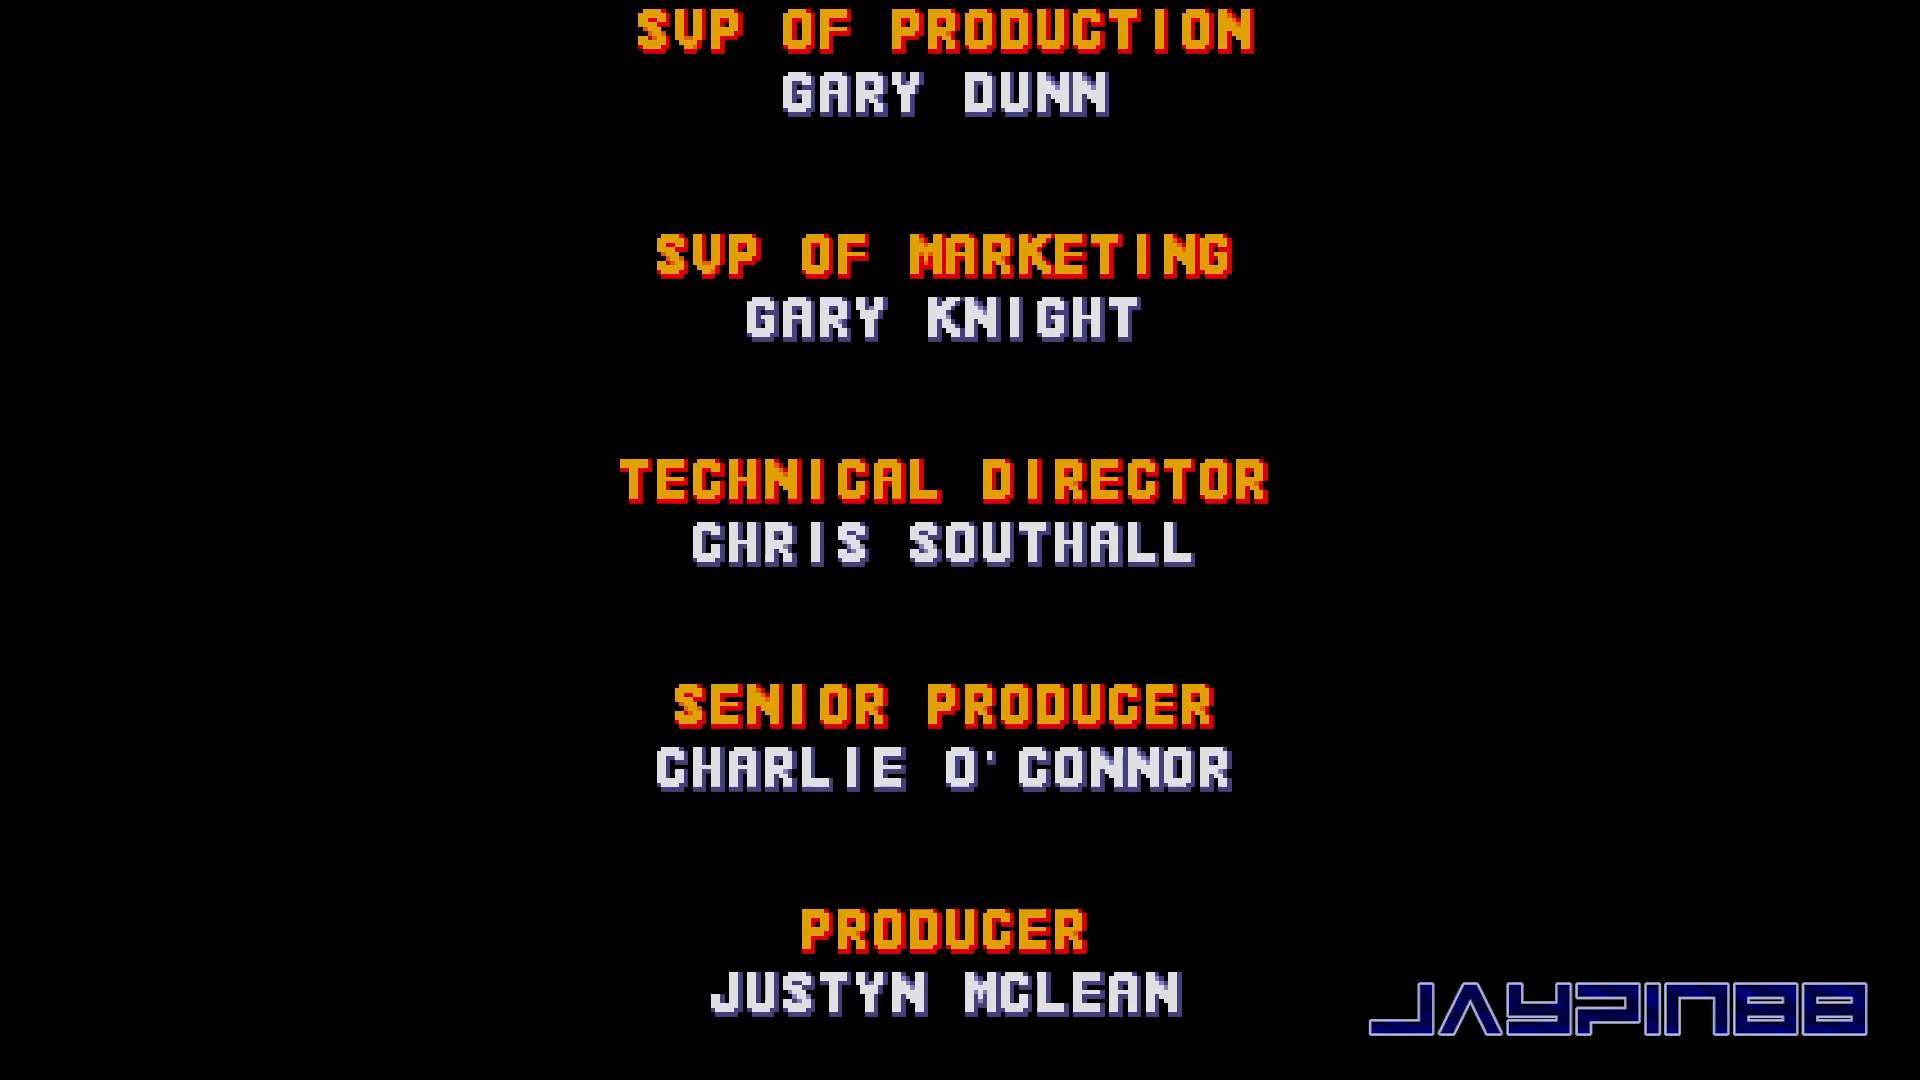 SVP OF PRODUCTION
GARY DUNN
SVP OF MARKETING
GARY KNIGHT
TECHNICAL DIRECTOR
CHRIS SOUTHALL
SENIOR PRODUCER
CHARLIE O'CONNOR
PRODUCER
JUSTYN MCLEAN
JAYPIN88